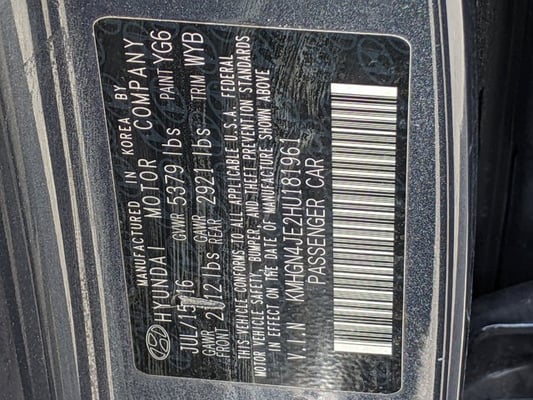 MANUFACTURED IN KOREA BY
HYUNDAI MOTOR COMPANY
JUL/15/16 GVWR 5379 lbs PAINT YG6
GAWR FRONT lbs REAR 2921 lbs TRIM WYB
THIS VEHICLE CONFORMS TO ALL APPLICABLE U.S.A. FEDERAL
MOTOR VEHICLE SAFETY, BUMPER, AND THEFT PREVENTION STANDARDS
IN EFFECT ON THE DATE OF MANUFACTURE SHOWN ABOVE.
V.I.N KMHGN4JE2HU181961
PASSENGER CAR